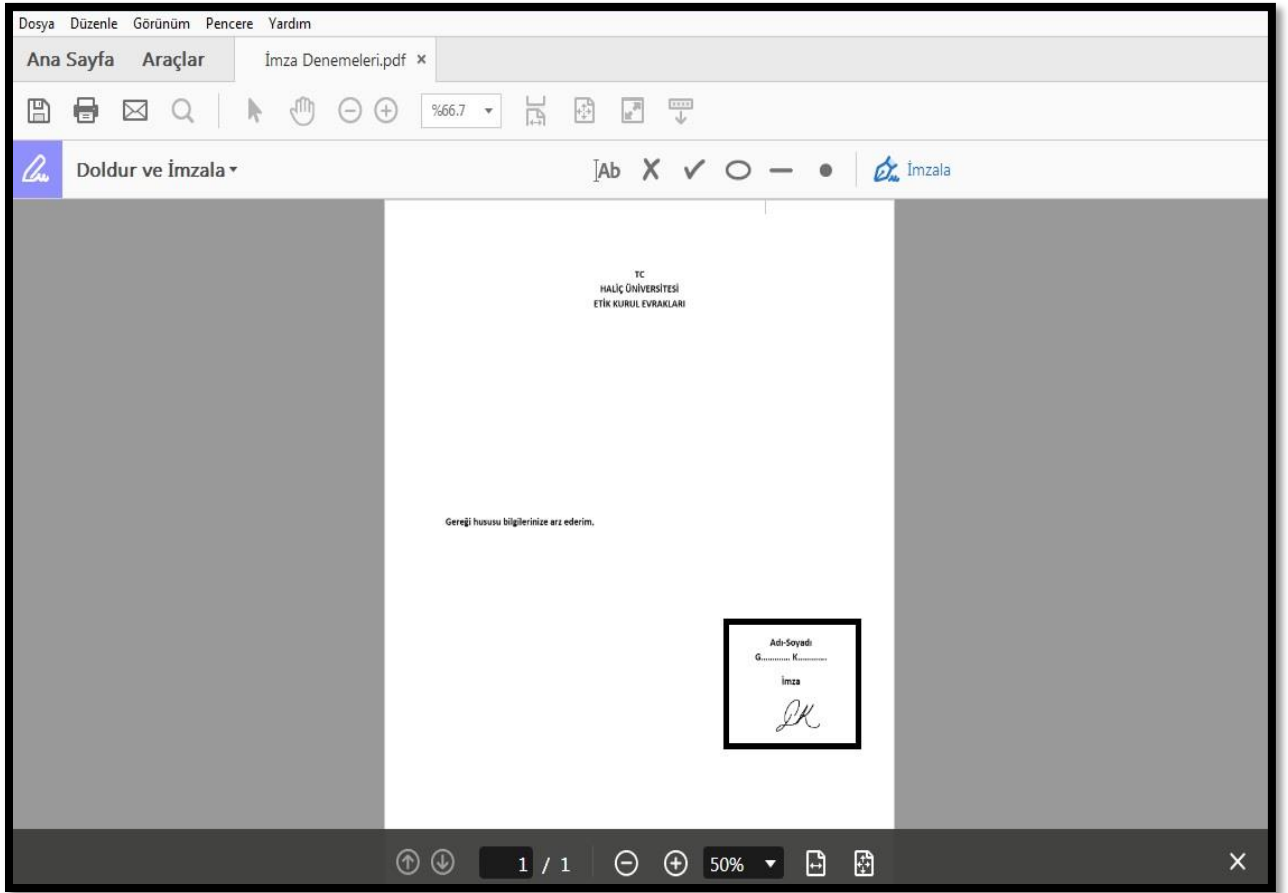 Dosya Düzenle Görünüm Pencere Yardım
Ana Sayfa Araçlar İmza Denemeleri.pdf ×
%66.7
Doldur ve İmzala Ab İmzala
TC
HALİÇ ÜNİVERSİTESİ
ETİK KURUL EVRAKLARI
Gereği hususu bilgilerinize arz ederim.
Adı-Soyadı
G............ K............
İmza
1 / 1 50%